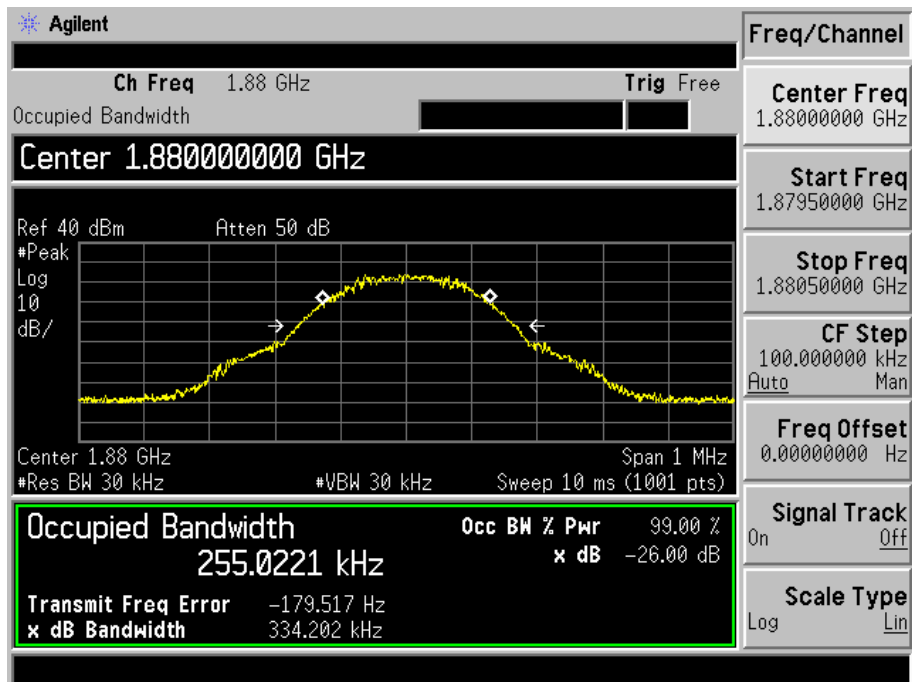 Agilent
Freq/Channel
Ch Freq 1.88 GHz Trig Free
Occupied Bandwidth
Center 1.880000000 GHz
Ref 40 dBm Atten 50 dB
#Peak
Log
10
dB/
Center 1.88 GHz Span 1 MHz
#Res BW 30 kHz #VBW 30 kHz Sweep 10 ms (1001 pts)
Occupied Bandwidth
255.0221 kHz
Occ BW % Pwr 99.00 %
x dB -26.00 dB
Transmit Freq Error -179.517 Hz
x dB Bandwidth 334.202 kHz
Center Freq
1.88000000 GHz
Start Freq
1.87950000 GHz
Stop Freq
1.88050000 GHz
CF Step
100.000000 kHz
Auto Man
Freq Offset
0.00000000 Hz
Signal Track
On Off
Scale Type
Log Lin